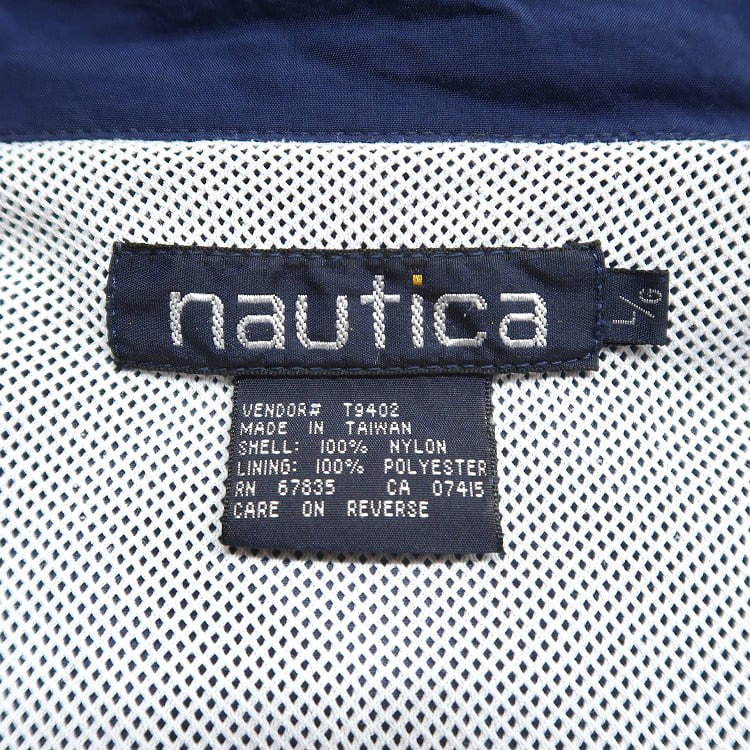 nautica
L/G
VENDOR# T9402
MADE IN TAIWAN
SHELL: 100% NYLON
LINING: 100% POLYESTER
RN 67835 CA 07415
CARE ON REVERSE